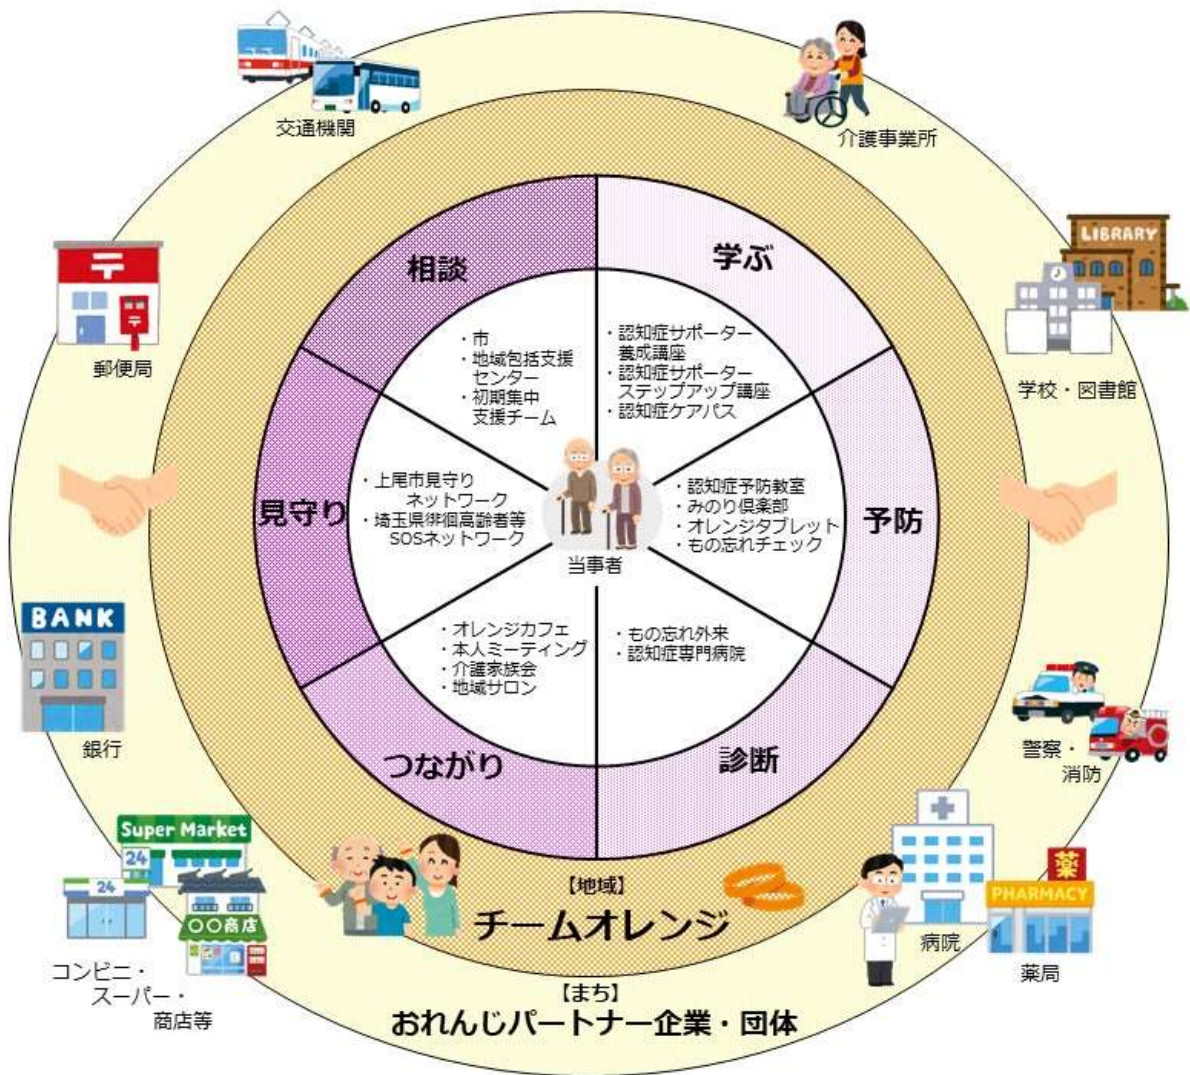 交通機関
介護事業所
LIBRARY
学校・図書館
郵便局
相談
学ぶ
・市
・地域包括支援
センター
・初期集中
支援チーム
・認知症サポーター
養成講座
・認知症サポーター
ステップアップ講座
・認知症ケアパス
見守り
・上尾市見守り
ネットワーク
・埼玉県徘徊高齢者等
SOSネットワーク
当事者
・認知症予防教室
・みのり倶楽部
・オレンジタブレット
・もの忘れチェック
予防
・オレンジカフェ
・本人ミーティング
・介護家族会
・地域サロン
・もの忘れ外来
・認知症専門病院
つながり
診断
BANK
銀行
警察・
消防
Super Market
24
24
〇〇商店
コンビニ・
スーパー・
商店等
【地域】
チームオレンジ
病院
薬
PHARMACY
薬局
【まち】
おれんじパートナー企業・団体